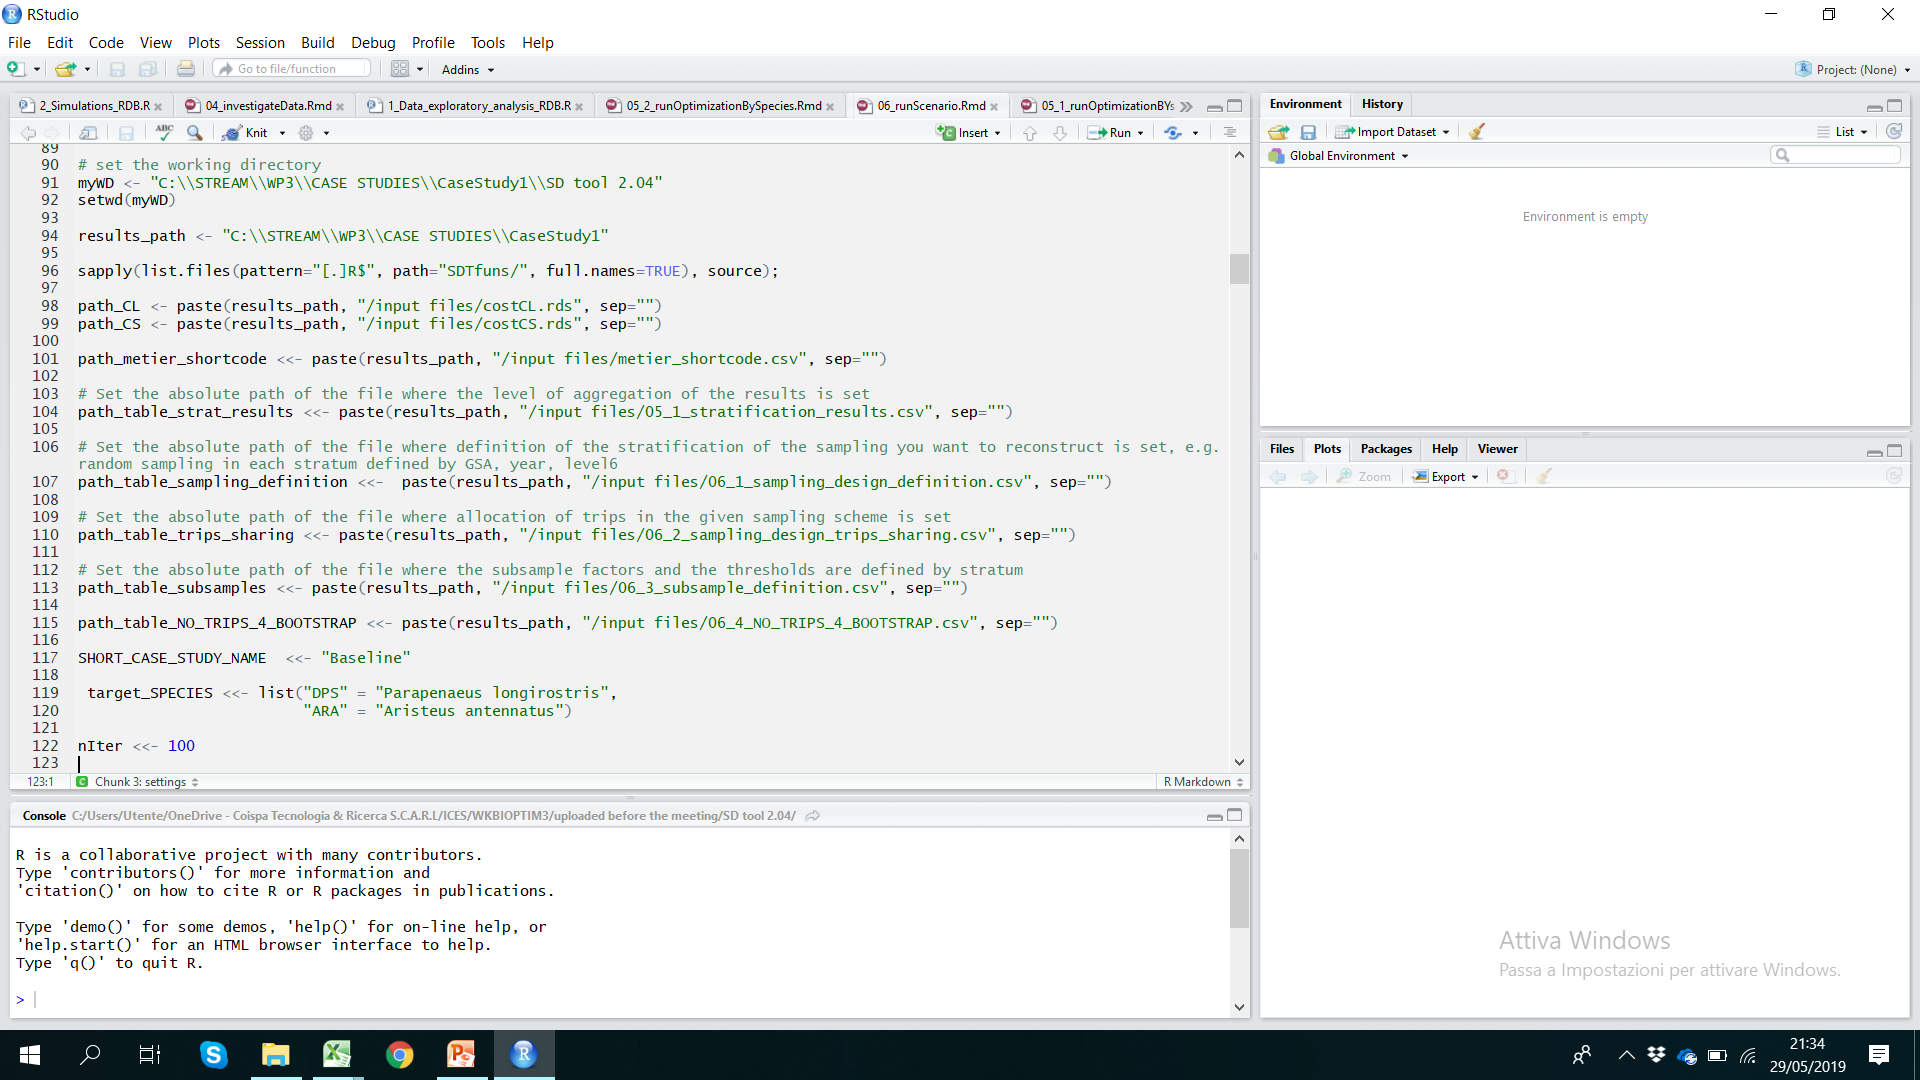 RStudio
File Edit Code View Plots Session Build Debug Profile Tools Help
Go to file/function Addins Project: (None)
2_Simulations_RDB.R 04_investigateData.Rmd 1_Data_exploratory_analysis_RDB.R 05_2_runOptimizationBySpecies.Rmd 06_runScenario.Rmd 05_1_runOptimizationBYs
ABC Knit Insert Run
89
90 # set the working directory
91 myWD <- "C:\\STREAM\\WP3\\CASE STUDIES\\CaseStudy1\\SD tool 2.04"
92 setwd(myWD)
93
94 results_path <- "C:\\STREAM\\WP3\\CASE STUDIES\\CaseStudy1"
95
96 sapply(list.files(pattern="[.]R$", path="SDTfuns/", full.names=TRUE), source);
97
98 path_CL <- paste(results_path, "/input files/costCL.rds", sep="")
99 path_CS <- paste(results_path, "/input files/costCS.rds", sep="")
100
101 path_metier_shortcode <<- paste(results_path, "/input files/metier_shortcode.csv", sep="")
102
103 # Set the absolute path of the file where the level of aggregation of the results is set
104 path_table_strat_results <<- paste(results_path, "/input files/05_1_stratification_results.csv", sep="")
105
106 # Set the absolute path of the file where definition of the stratification of the sampling you want to reconstruct is set, e.g.
random sampling in each stratum defined by GSA, year, level6
107 path_table_sampling_definition <<-  paste(results_path, "/input files/06_1_sampling_design_definition.csv", sep="")
108
109 # Set the absolute path of the file where allocation of trips in the given sampling scheme is set
110 path_table_trips_sharing <<- paste(results_path, "/input files/06_2_sampling_design_trips_sharing.csv", sep="")
111
112 # Set the absolute path of the file where the subsample factors and the thresholds are defined by stratum
113 path_table_subsamples <<- paste(results_path, "/input files/06_3_subsample_definition.csv", sep="")
114
115 path_table_NO_TRIPS_4_BOOTSTRAP <<- paste(results_path, "/input files/06_4_NO_TRIPS_4_BOOTSTRAP.csv", sep="")
116
117 SHORT_CASE_STUDY_NAME  <<- "Baseline"
118
119 target_SPECIES <<- list("DPS" = "Parapenaeus longirostris",
120 "ARA" = "Aristeus antennatus")
121
122 nIter <<- 100
123
123:1 Chunk 3: settings R Markdown
Console C:/Users/Utente/OneDrive - Coispa Tecnologia & Ricerca S.C.A.R.L/ICES/WKBIOPTIM3/uploaded before the meeting/SD tool 2.04/
R is a collaborative project with many contributors.
Type 'contributors()' for more information and
'citation()' on how to cite R or R packages in publications.
Type 'demo()' for some demos, 'help()' for on-line help, or
'help.start()' for an HTML browser interface to help.
Type 'q()' to quit R.
>
Environment History
Import Dataset List
Global Environment
Environment is empty
Files Plots Packages Help Viewer
Zoom Export
Attiva Windows
Passa a Impostazioni per attivare Windows.
21:34
29/05/2019